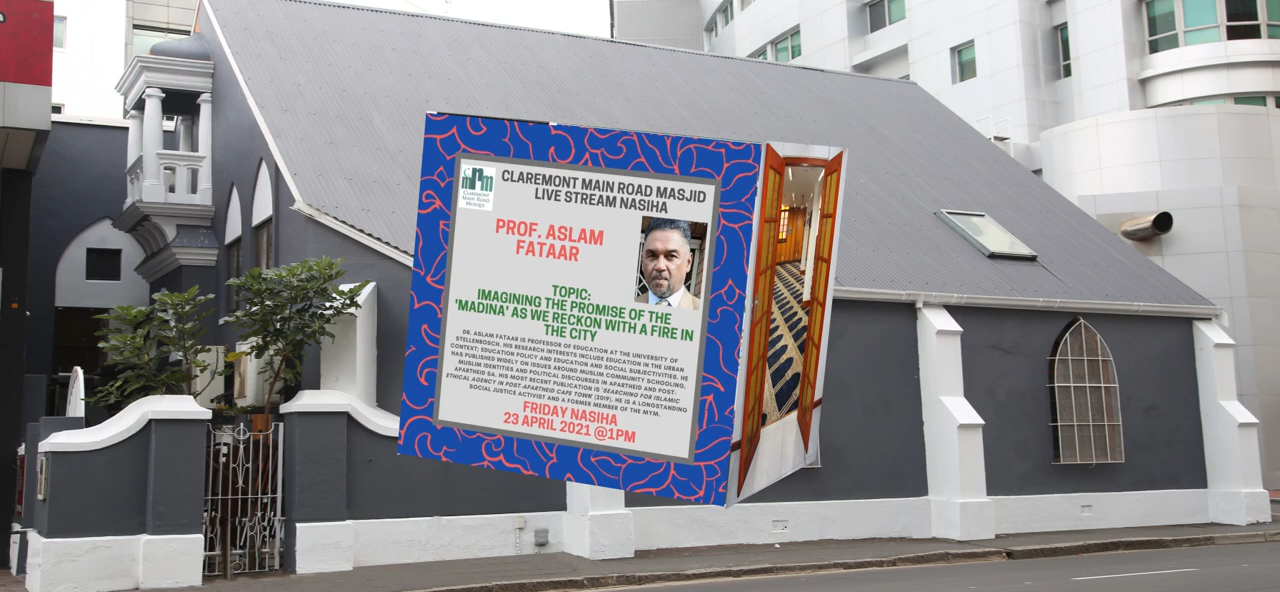 CLAREMONT MAIN ROAD MOSQUE
CLAREMONT MAIN ROAD MASJID
LIVE STREAM NASIHA
PROF. ASLAM
FATAAR
TOPIC:
IMAGINING THE PROMISE OF THE
'MADINA' AS WE RECKON WITH A FIRE IN
THE CITY
DR. ASLAM FATAAR IS PROFESSOR OF EDUCATION AT THE UNIVERSITY OF
STELLENBOSCH. HIS RESEARCH INTERESTS INCLUDE EDUCATION IN THE URBAN
CONTEXT; EDUCATION POLICY AND EDUCATION AND SOCIAL SUBJECTIVITIES. HE
HAS PUBLISHED WIDELY ON ISSUES AROUND MUSLIM COMMUNITY SCHOOLING,
MUSLIM IDENTITIES AND POLITICAL DISCOURSES IN APARTHEID AND POST-
APARTHEID SA. HIS MOST RECENT PUBLICATION IS 'SEARCHING FOR ISLAMIC
ETHICAL AGENCY IN POST-APARTHEID CAPE TOWN (2019). HE IS A LONGSTANDING
SOCIAL JUSTICE ACTIVIST AND A FORMER MEMBER OF THE MYM.
FRIDAY NASIHA
23 APRIL 2021 @1PM